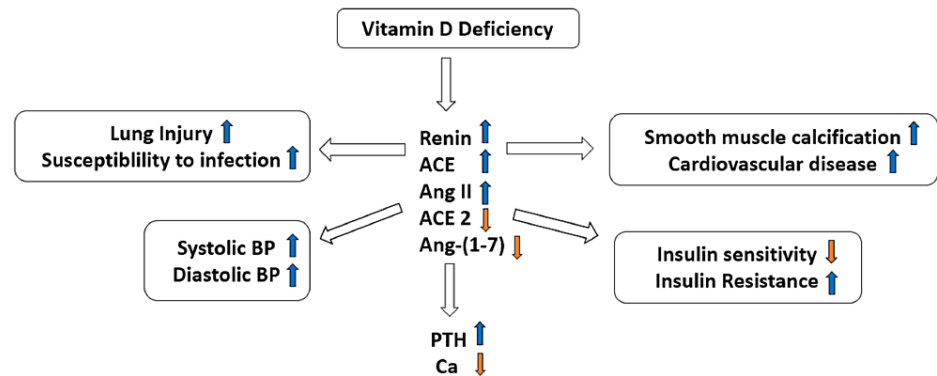 Vitamin D Deficiency
Lung Injury
Susceptiblility to infection
Renin
ACE
Ang II
ACE 2
Ang-(1-7)
Smooth muscle calcification
Cardiovascular disease
Systolic BP
Diastolic BP
Insulin sensitivity
Insulin Resistance
PTH
Ca